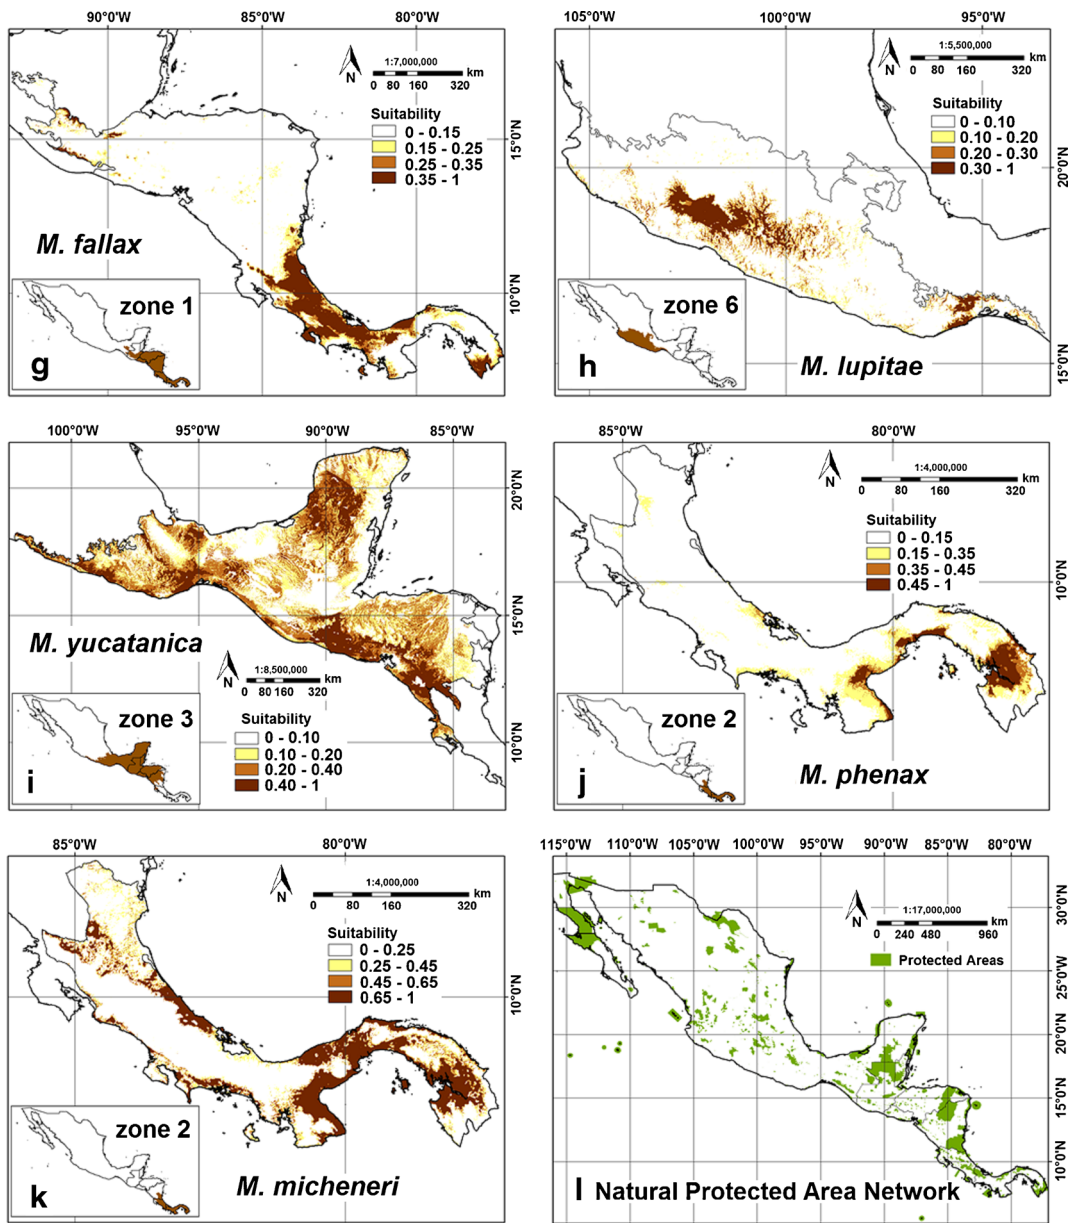 90°0'W 85°0'W 80°0'W
1:7,000,000
km
0 80 160 320
N
Suitability
0 - 0.15
0.15 - 0.25
0.25 - 0.35
0.35 - 1
15°0'N
10°0'N
M. fallax
zone 1
g
105°0'W 100°0'W 95°0'W
1:5,500,000
km
0 80 160 320
N
Suitability
0 - 0.10
0.10 - 0.20
0.20 - 0.30
0.30 - 1
20°0'N
15°0'N
zone 6
h
M. lupitae
100°0'W 95°0'W 90°0'W 85°0'W
20°0'N
15°0'N
10°0'N
M. yucatanica
1:8,500,000
km
0 80 160 320
N
Suitability
0 - 0.10
0.10 - 0.20
0.20 - 0.40
0.40 - 1
zone 3
i
85°0'W 80°0'W
1:4,000,000
km
0 80 160 320
N
Suitability
0 - 0.15
0.15 - 0.35
0.35 - 0.45
0.45 - 1
10°0'N
zone 2
j
M. phenax
85°0'W 80°0'W
1:4,000,000
km
0 80 160 320
N
Suitability
0 - 0.25
0.25 - 0.45
0.45 - 0.65
0.65 - 1
10°0'N
zone 2
k
M. micheneri
115°0'W 110°0'W 105°0'W 100°0'W 95°0'W 90°0'W 85°0'W 80°0'W
1:17,000,000
km
0 240 480 960
N
Protected Areas
30°0'N
25°0'W
20°0'N
15°0'N
10°0'N
l Natural Protected Area Network